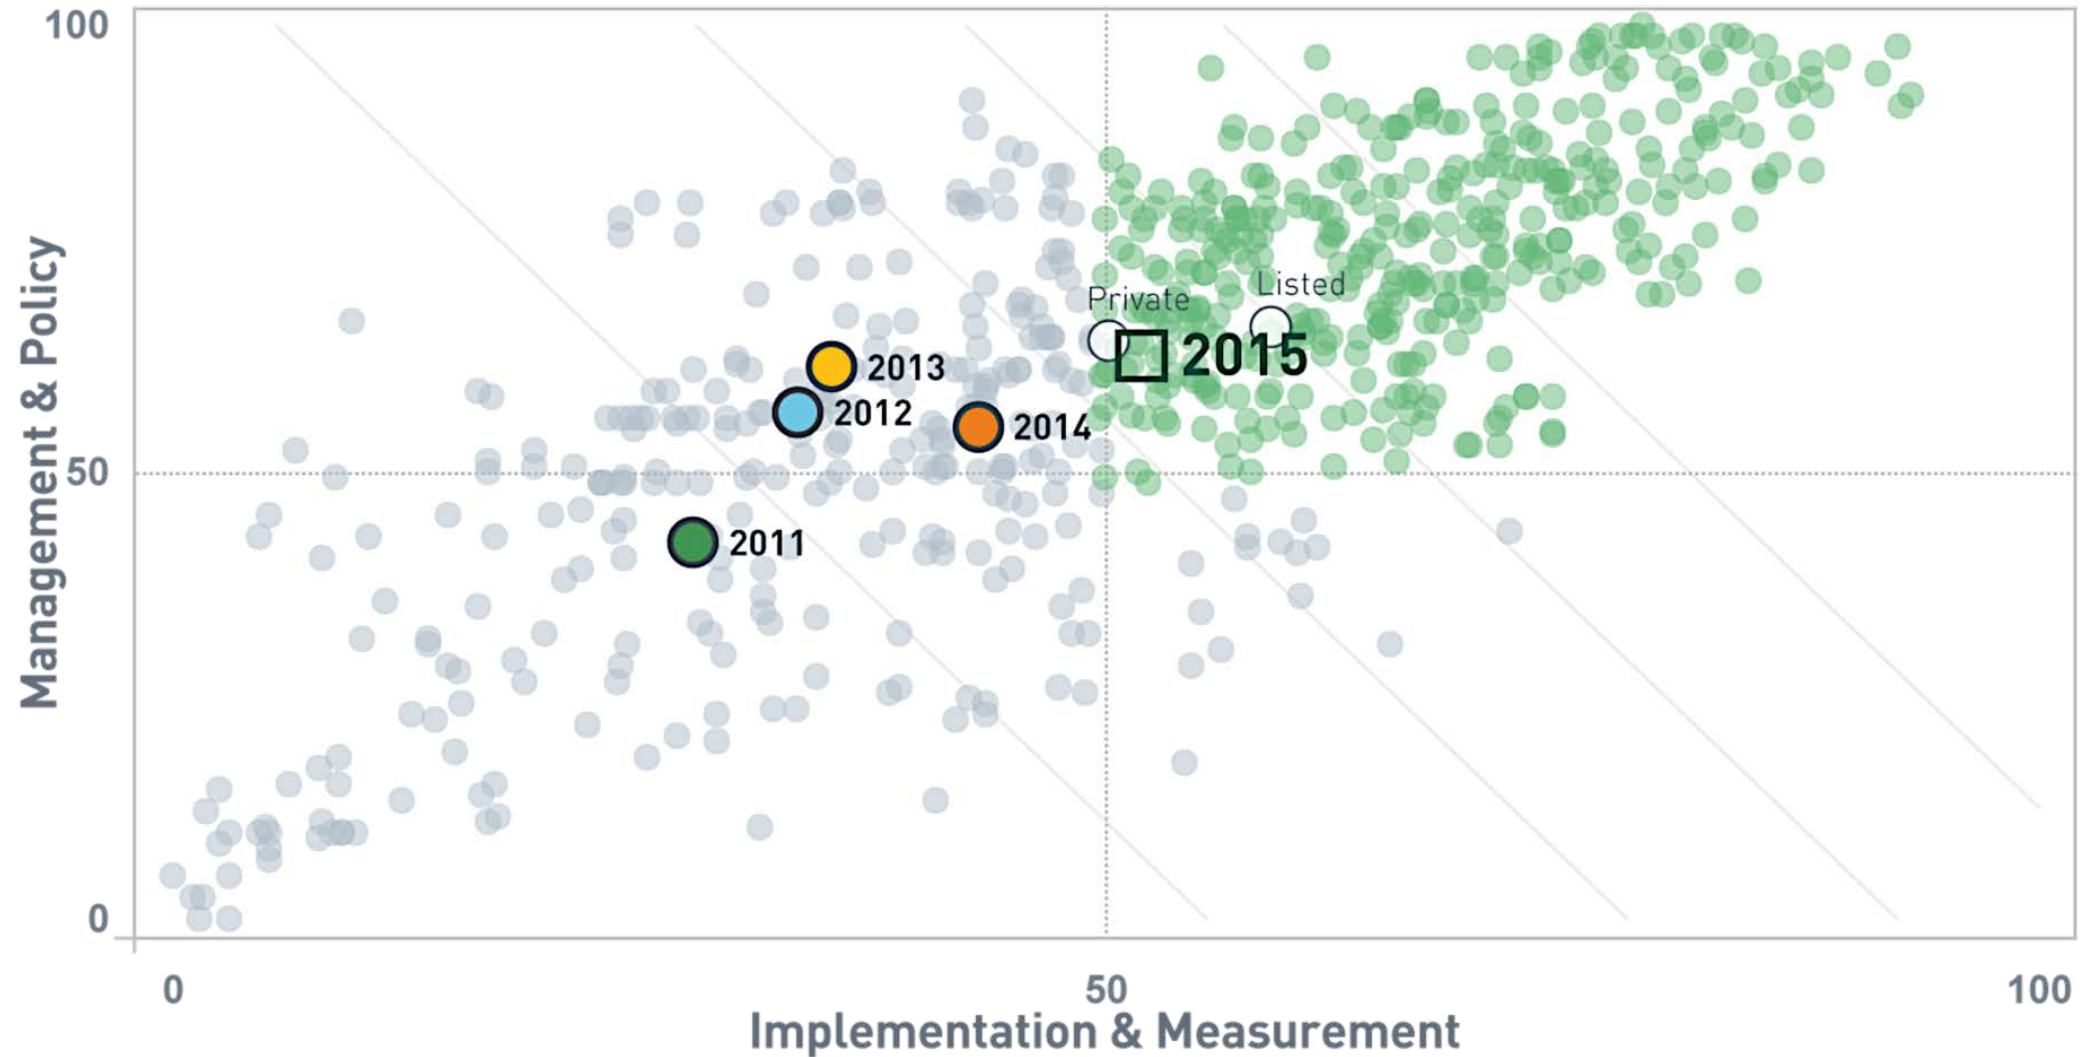 100
Management & Policy
Listed
Private
2015
2013
2012
2014
50
2011
0
0 50 100
Implementation & Measurement